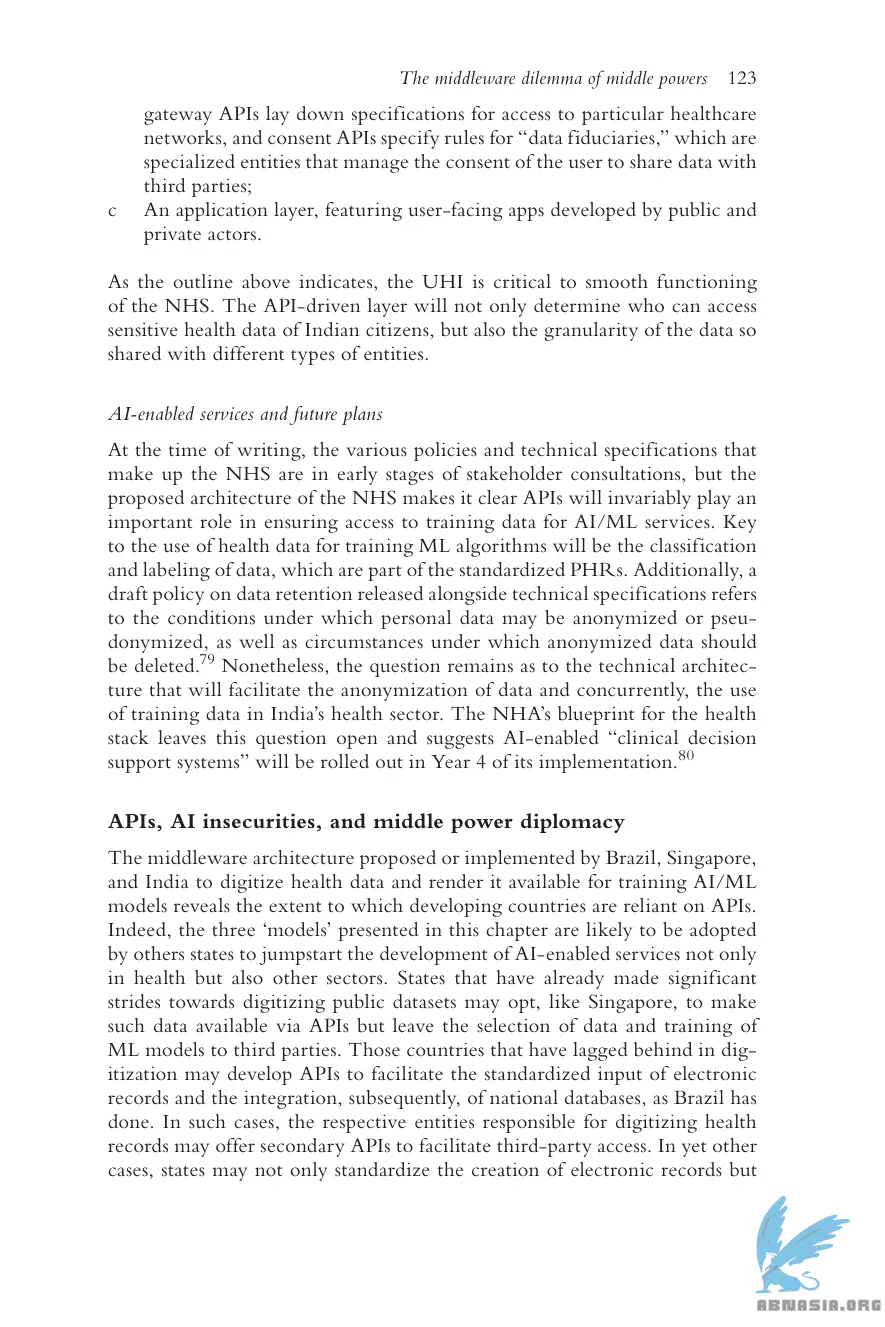 The middleware dilemma of middle powers 123
gateway APIs lay down specifications for access to particular healthcare
networks, and consent APIs specify rules for “data fiduciaries,” which are
specialized entities that manage the consent of the user to share data with
third parties;
c An application layer, featuring user-facing apps developed by public and
private actors.
As the outline above indicates, the UHI is critical to smooth functioning
of the NHS. The API-driven layer will not only determine who can access
sensitive health data of Indian citizens, but also the granularity of the data so
shared with different types of entities.
AI-enabled services and future plans
At the time of writing, the various policies and technical specifications that
make up the NHS are in early stages of stakeholder consultations, but the
proposed architecture of the NHS makes it clear APIs will invariably play an
important role in ensuring access to training data for AI/ML services. Key
to the use of health data for training ML algorithms will be the classification
and labeling of data, which are part of the standardized PHRs. Additionally, a
draft policy on data retention released alongside technical specifications refers
to the conditions under which personal data may be anonymized or pseu-
donymized, as well as circumstances under which anonymized data should
be deleted.79 Nonetheless, the question remains as to the technical architec-
ture that will facilitate the anonymization of data and concurrently, the use
of training data in India’s health sector. The NHA’s blueprint for the health
stack leaves this question open and suggests AI-enabled “clinical decision
support systems” will be rolled out in Year 4 of its implementation.80
APIs, AI insecurities, and middle power diplomacy
The middleware architecture proposed or implemented by Brazil, Singapore,
and India to digitize health data and render it available for training AI/ML
models reveals the extent to which developing countries are reliant on APIs.
Indeed, the three ‘models’ presented in this chapter are likely to be adopted
by others states to jumpstart the development of AI-enabled services not only
in health but also other sectors. States that have already made significant
strides towards digitizing public datasets may opt, like Singapore, to make
such data available via APIs but leave the selection of data and training of
ML models to third parties. Those countries that have lagged behind in dig-
itization may develop APIs to facilitate the standardized input of electronic
records and the integration, subsequently, of national databases, as Brazil has
done. In such cases, the respective entities responsible for digitizing health
records may offer secondary APIs to facilitate third-party access. In yet other
cases, states may not only standardize the creation of electronic records but
ABNASIA.ORG